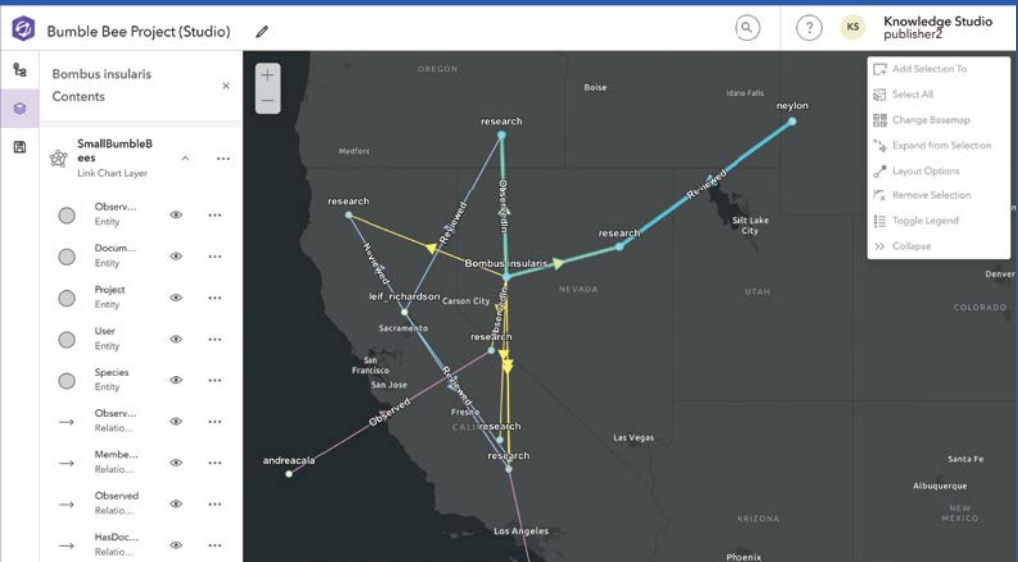 Bumble Bee Project (Studio)
?
KS
Knowledge Studio
publisher2
Bombus insularis
Contents
SmallBumbleB
ees
Link Chart Layer
Observ...
Entity
Docum...
Entity
Project
Entity
User
Entity
Species
Entity
Observ...
Relatio...
Membe...
Relatio...
Observed
Relatio...
HasDoc...
Relatio...
Add Selection To
Select All
Change Basemap
Expand from Selection
Layout Options
Remove Selection
Toggle Legend
Collapse
OREGON
Boise
Idaho Falls
neylon
research
Medford
Reviewed
ObservedIn
research
Reviewed
Salt Lake
City
research
Reviewed
Bombus insularis
NEVADA
UTAH
Denver
COLORADO
leif_richardson
Carson City
ObservedIn
Sacramento
research
San
Francisco
San Jose
Reviewed
Observed
Fresno
research
Las Vegas
andreacala
research
Santa Fe
Albuquerque
NEW
MEXICO
ARIZONA
Los Angeles
Phoenix